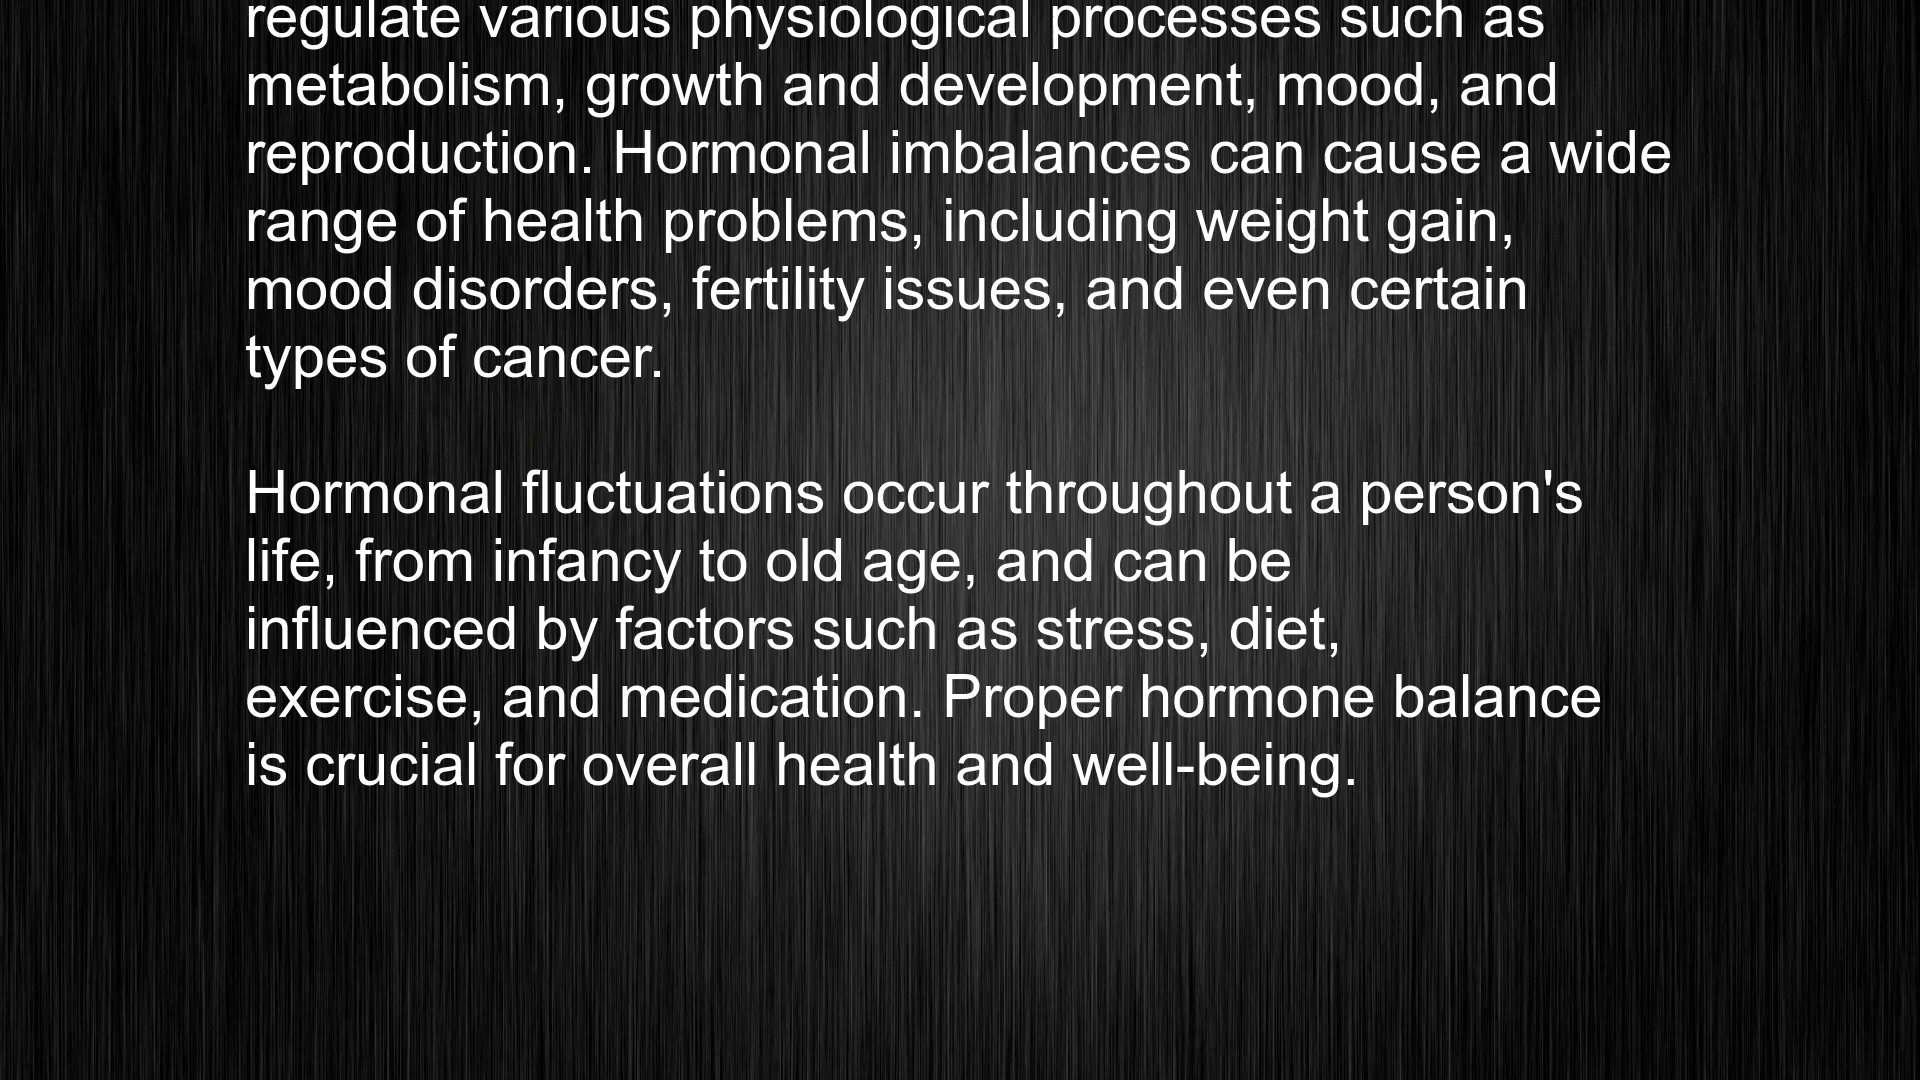 regulate various physiological processes such as
metabolism, growth and development, mood, and
reproduction. Hormonal imbalances can cause a wide
range of health problems, including weight gain,
mood disorders, fertility issues, and even certain
types of cancer.
Hormonal fluctuations occur throughout a person's
life, from infancy to old age, and can be
influenced by factors such as stress, diet,
exercise, and medication. Proper hormone balance
is crucial for overall health and well-being.